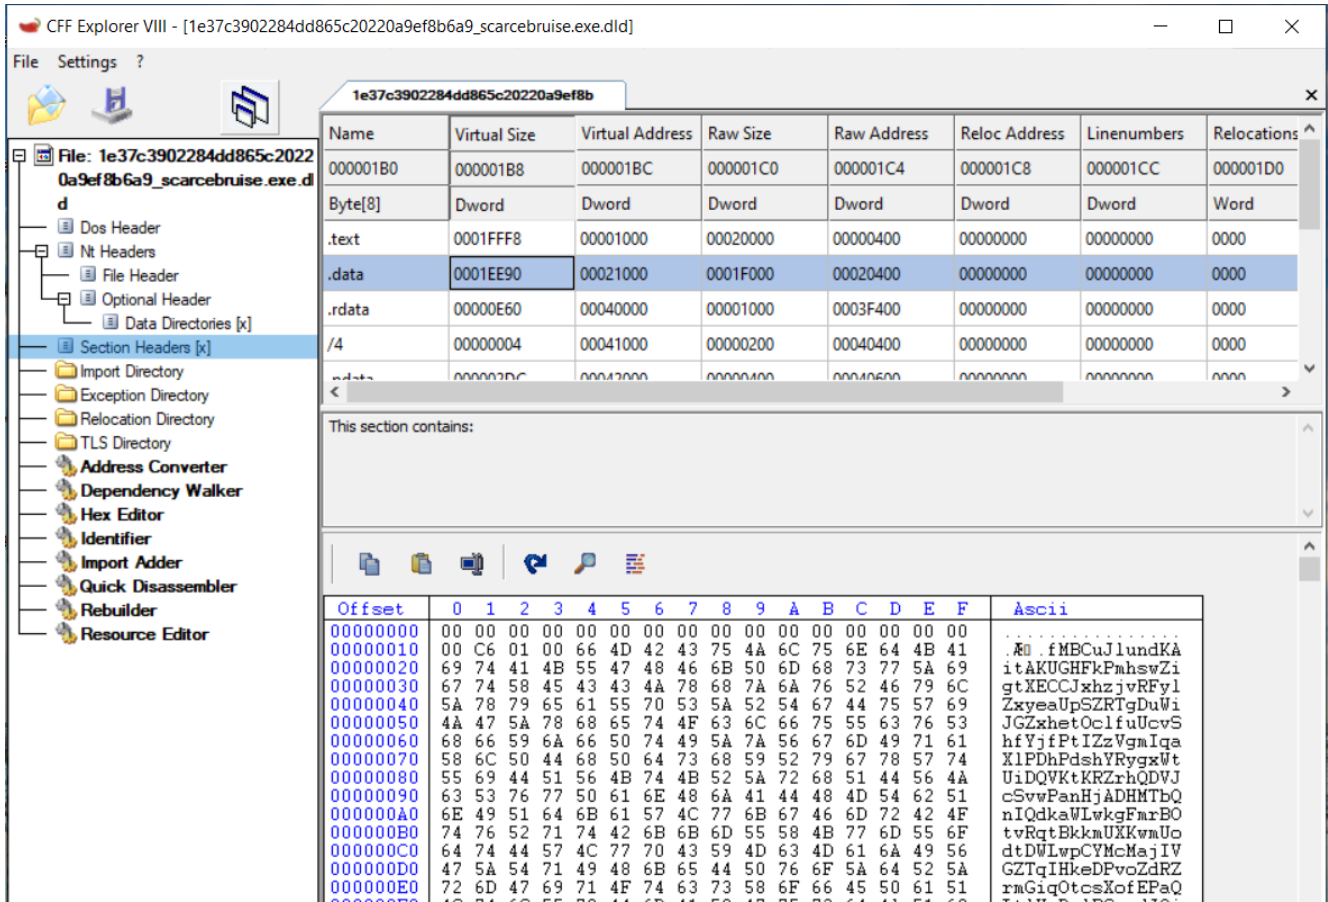 CFF Explorer VIII - [1e37c3902284dd865c20220a9ef8b6a9_scarcebruise.exe.dld]
File Settings ?
1e37c3902284dd865c20220a9ef8b
File: 1e37c3902284dd865c2022
0a9ef8b6a9_scarcebruise.exe.dl
d
Dos Header
Nt Headers
File Header
Optional Header
Data Directories [x]
Section Headers [x]
Import Directory
Exception Directory
Relocation Directory
TLS Directory
Address Converter
Dependency Walker
Hex Editor
Identifier
Import Adder
Quick Disassembler
Rebuilder
Resource Editor
Name Virtual Size Virtual Address Raw Size Raw Address Reloc Address Linenumbers Relocations
000001B0 000001B8 000001BC 000001C0 000001C4 000001C8 000001CC 000001D0
Byte[8] Dword Dword Dword Dword Dword Dword Word
.text 0001FFF8 00001000 00020000 00000400 00000000 00000000 0000
.data 0001EE90 00021000 0001F000 00020400 00000000 00000000 0000
.rdata 00000E60 00040000 00001000 0003F400 00000000 00000000 0000
/4 00000004 00041000 00000200 00040400 00000000 00000000 0000
.pdata 000002DC 00042000 00000400 00040600 00000000 00000000 0000
This section contains:
Offset 0 1 2 3 4 5 6 7 8 9 A B C D E F Ascii
00000000 00 00 00 00 00 00 00 00 00 00 00 00 00 00 00 00 ................
00000010 00 C6 01 00 66 4D 42 43 75 4A 6C 75 6E 64 4B 41 .Æ.fMBCuJlundKA
00000020 69 74 41 4B 55 47 48 46 6B 50 6D 68 73 77 5A 69 itAKUGHFkPmhswZi
00000030 67 74 58 45 43 43 4A 78 68 7A 6A 76 52 46 79 6C gtXECCJxhzjvRFyl
00000040 5A 78 79 65 61 55 70 53 5A 52 54 67 44 75 57 69 ZxyeaUpSZRTgDuWi
00000050 4A 47 5A 78 68 65 74 4F 63 6C 66 75 55 63 76 53 JGZxhetOclfuUcvS
00000060 68 66 59 6A 66 50 74 49 5A 7A 56 67 6D 49 71 61 hfYjfPtIZzVgmIqa
00000070 58 6C 50 44 68 50 64 73 68 59 52 79 67 78 57 74 XlPDhPdshYRygxWt
00000080 55 69 44 51 56 4B 74 4B 52 5A 72 68 51 44 56 4A UiDQVKtKRZrhQDVJ
00000090 63 53 76 77 50 61 6E 48 6A 41 44 48 4D 54 62 51 cSvwPanHjADHMTbQ
000000A0 6E 49 51 64 6B 61 57 4C 77 6B 67 46 6D 72 42 4F nIQdkaWLwkgFmrBO
000000B0 74 76 52 71 74 42 6B 6B 6D 55 58 4B 77 6D 55 6F tvRqtBkkmUXKwmUo
000000C0 64 74 44 57 4C 77 70 43 59 4D 63 4D 61 6A 49 56 dtDWLwpCYMcMajIV
000000D0 47 5A 54 71 49 48 6B 65 44 50 76 6F 5A 64 52 5A GZTqIHkeDPvoZdRZ
000000E0 72 6D 47 69 71 4F 74 63 73 58 6F 66 45 50 61 51 rmGiqOtcsXofEPaQ